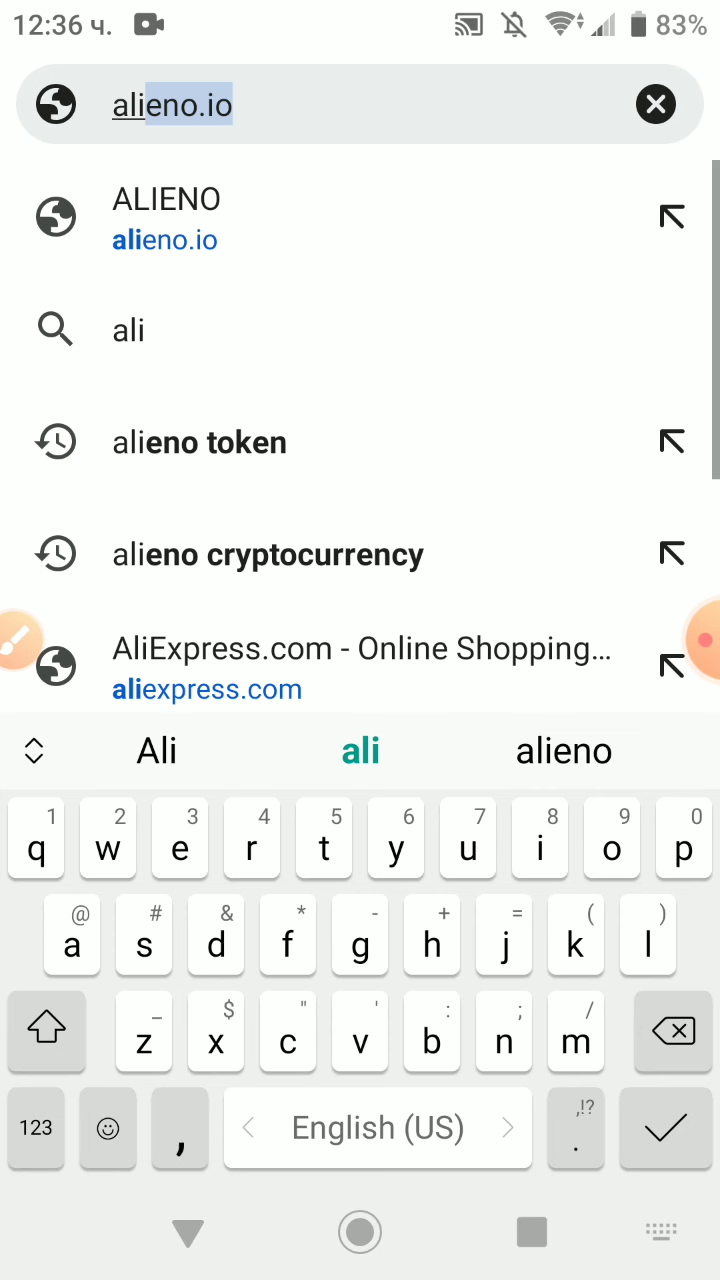 12:36 ч. 83%
alieno.io
ALIENO
alieno.io
ali
alieno token
alieno cryptocurrency
AliExpress.com - Online Shopping...
aliexpress.com
Ali ali alieno
1 2 3 4 5 6 7 8 9 0
q w e r t y u i o p
@ # & * - + = ( )
a s d f g h j k l
_ $ " ' : ; /
z x c v b n m
123 , English (US) ,!? .